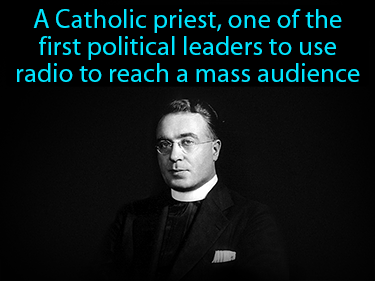 A Catholic priest, one of the
first political leaders to use
radio to reach a mass audience